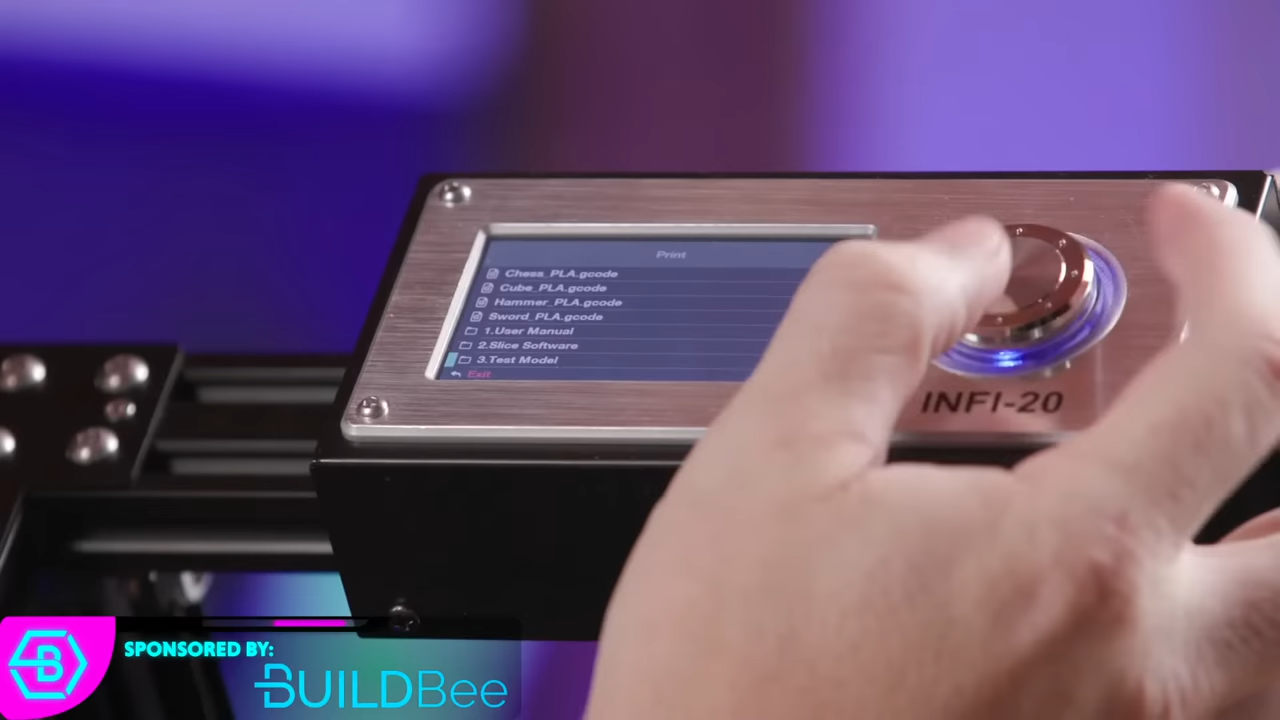 Print
Chess_PLA.gcode
Cube_PLA.gcode
Hammer_PLA.gcode
Sword_PLA.gcode
1.User Manual
2.Slice Software
3.Test Model
Exit
INFI-20
SPONSORED BY:
B BUILDBee